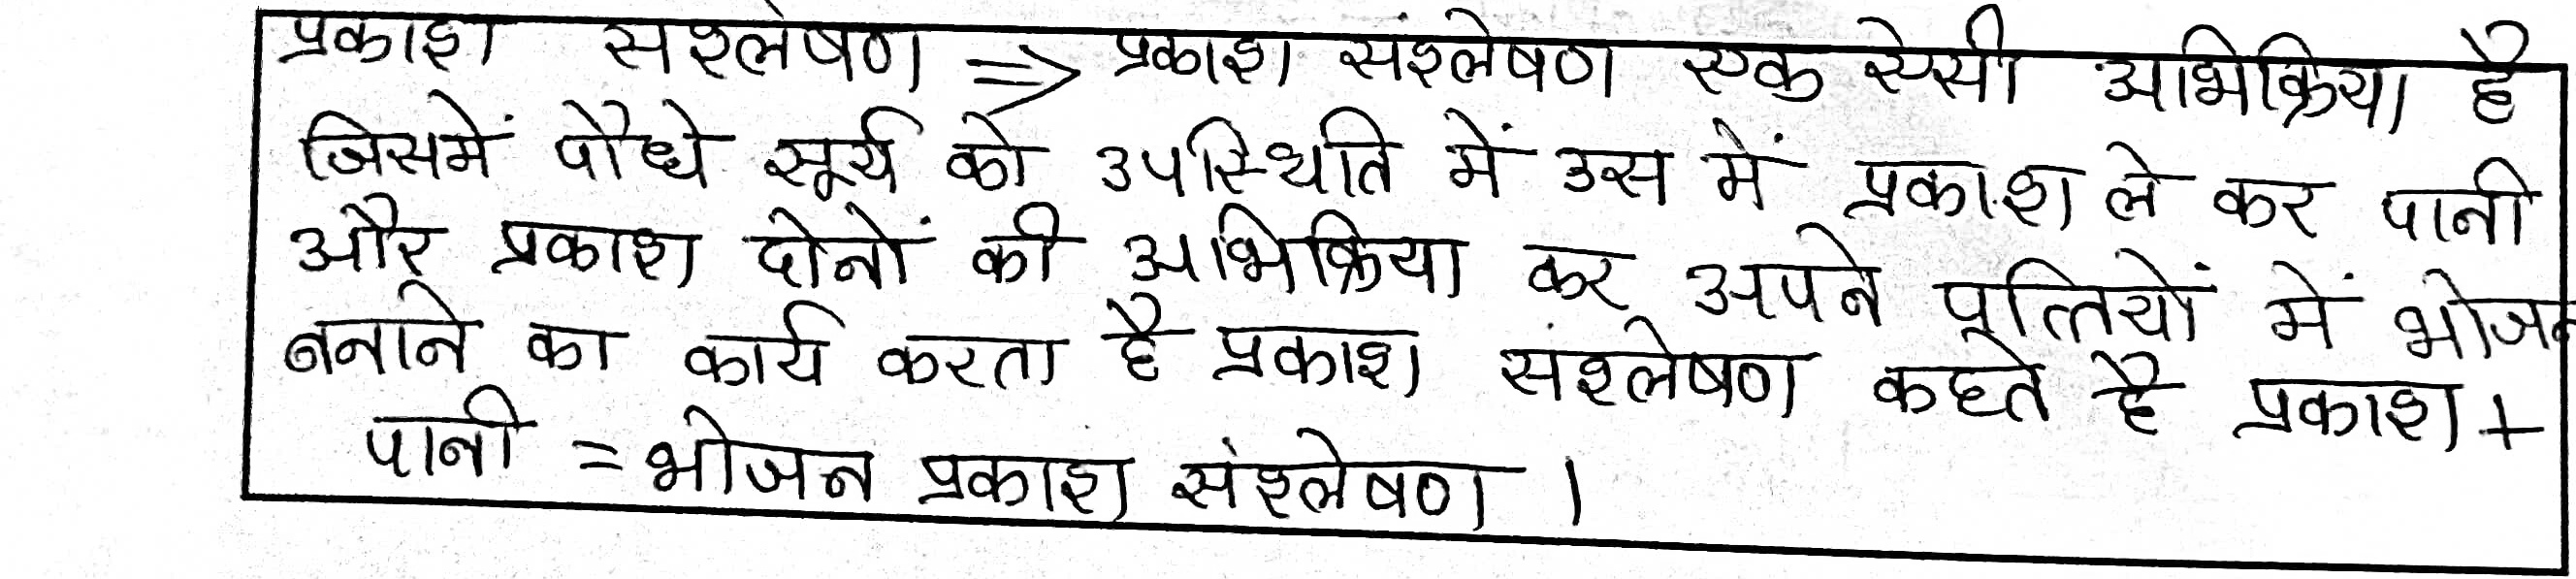 प्रकाश संश्लेषण => प्रकाश संश्लेषण एक ऐसी अभिक्रिया है
जिसमें पौधे सूर्य को उपस्थिति में उस में प्रकाश ले कर पानी
और प्रकाश दोनों की अभिक्रिया कर अपने पत्तियों में भोजन
बनाने का कार्य करता है प्रकाश संश्लेषण कहते है प्रकाश +
पानी = भोजन प्रकाश संश्लेषण ।